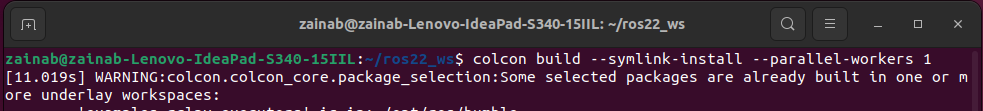 zainab@zainab-Lenovo-IdeaPad-S340-15IIL: ~/ros22_ws
zainab@zainab-Lenovo-IdeaPad-S340-15IIL:~/ros22_ws$ colcon build --symlink-install --parallel-workers 1
[11.019s] WARNING:colcon.colcon_core.package_selection:Some selected packages are already built in one or m
ore underlay workspaces: